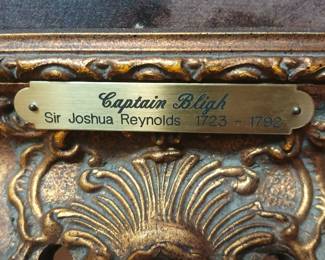 Captain Bligh
Sir Joshua Reynolds 1723 - 1792